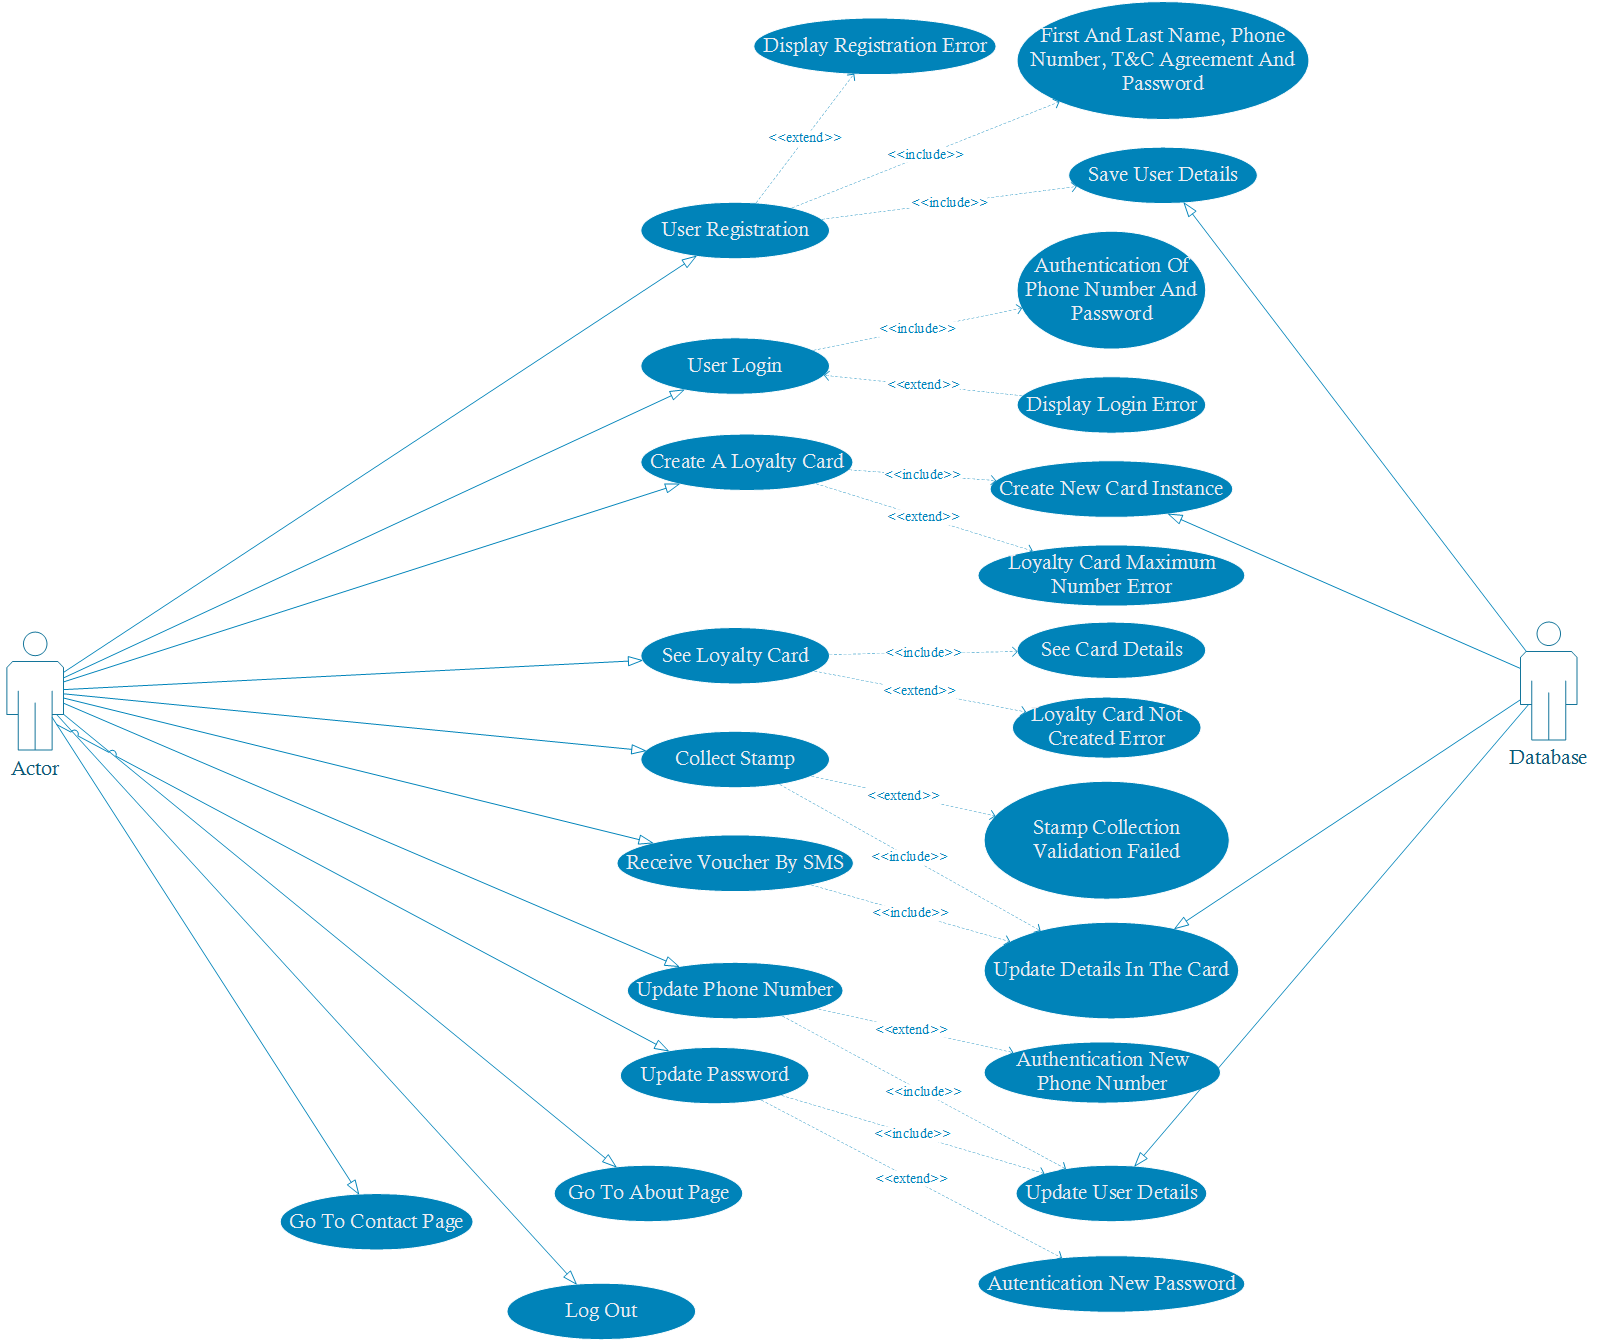 Display Registration Error
First And Last Name, Phone
Number, T&C Agreement And
Password
<<extend>>
<<include>>
Save User Details
<<include>>
User Registration
Authentication Of
Phone Number And
Password
<<include>>
User Login
<<extend>>
Display Login Error
Create A Loyalty Card
<<include>>
Create New Card Instance
<<extend>>
Loyalty Card Maximum
Number Error
See Loyalty Card
<<include>>
See Card Details
<<extend>>
Loyalty Card Not
Created Error
Actor
Database
Collect Stamp
<<extend>>
Stamp Collection
Validation Failed
<<include>>
Receive Voucher By SMS
<<include>>
Update Details In The Card
Update Phone Number
<<extend>>
Authentication New
Phone Number
Update Password
<<include>>
<<include>>
<<extend>>
Go To About Page
Update User Details
Go To Contact Page
Autentication New Password
Log Out